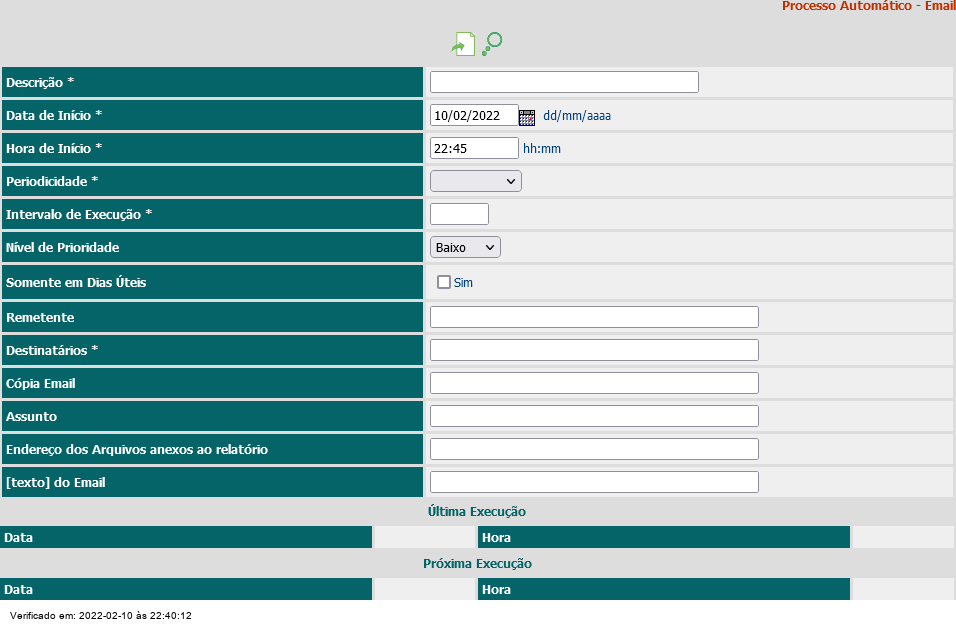 Processo Automático - Email
Descrição *
Data de Início * 10/02/2022 dd/mm/aaaa
Hora de Início * 22:45 hh:mm
Periodicidade *
Intervalo de Execução *
Nível de Prioridade Baixo
Somente em Dias Úteis Sim
Remetente
Destinatários *
Cópia Email
Assunto
Endereço dos Arquivos anexos ao relatório
[texto] do Email
Última Execução
Data Hora
Próxima Execução
Data Hora
Verificado em: 2022-02-10 às 22:40:12